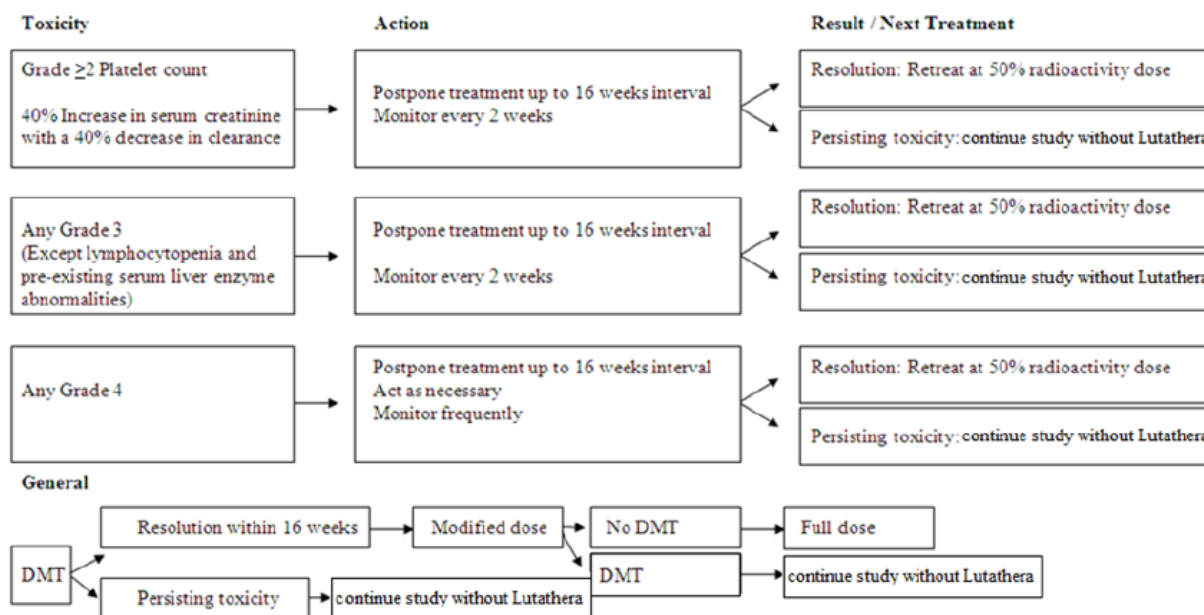 Toxicity
Action
Result / Next Treatment
Grade ≥2 Platelet count
40% Increase in serum creatinine
with a 40% decrease in clearance
Postpone treatment up to 16 weeks interval
Monitor every 2 weeks
Resolution: Retreat at 50% radioactivity dose
Persisting toxicity: continue study without Lutathera
Any Grade 3
(Except lymphocytopenia and
pre-existing serum liver enzyme
abnormalities)
Postpone treatment up to 16 weeks interval
Monitor every 2 weeks
Resolution: Retreat at 50% radioactivity dose
Persisting toxicity: continue study without Lutathera
Any Grade 4
Postpone treatment up to 16 weeks interval
Act as necessary
Monitor frequently
Resolution: Retreat at 50% radioactivity dose
Persisting toxicity: continue study without Lutathera
General
DMT
Resolution within 16 weeks
Modified dose
No DMT
Full dose
DMT
continue study without Lutathera
Persisting toxicity
continue study without Lutathera